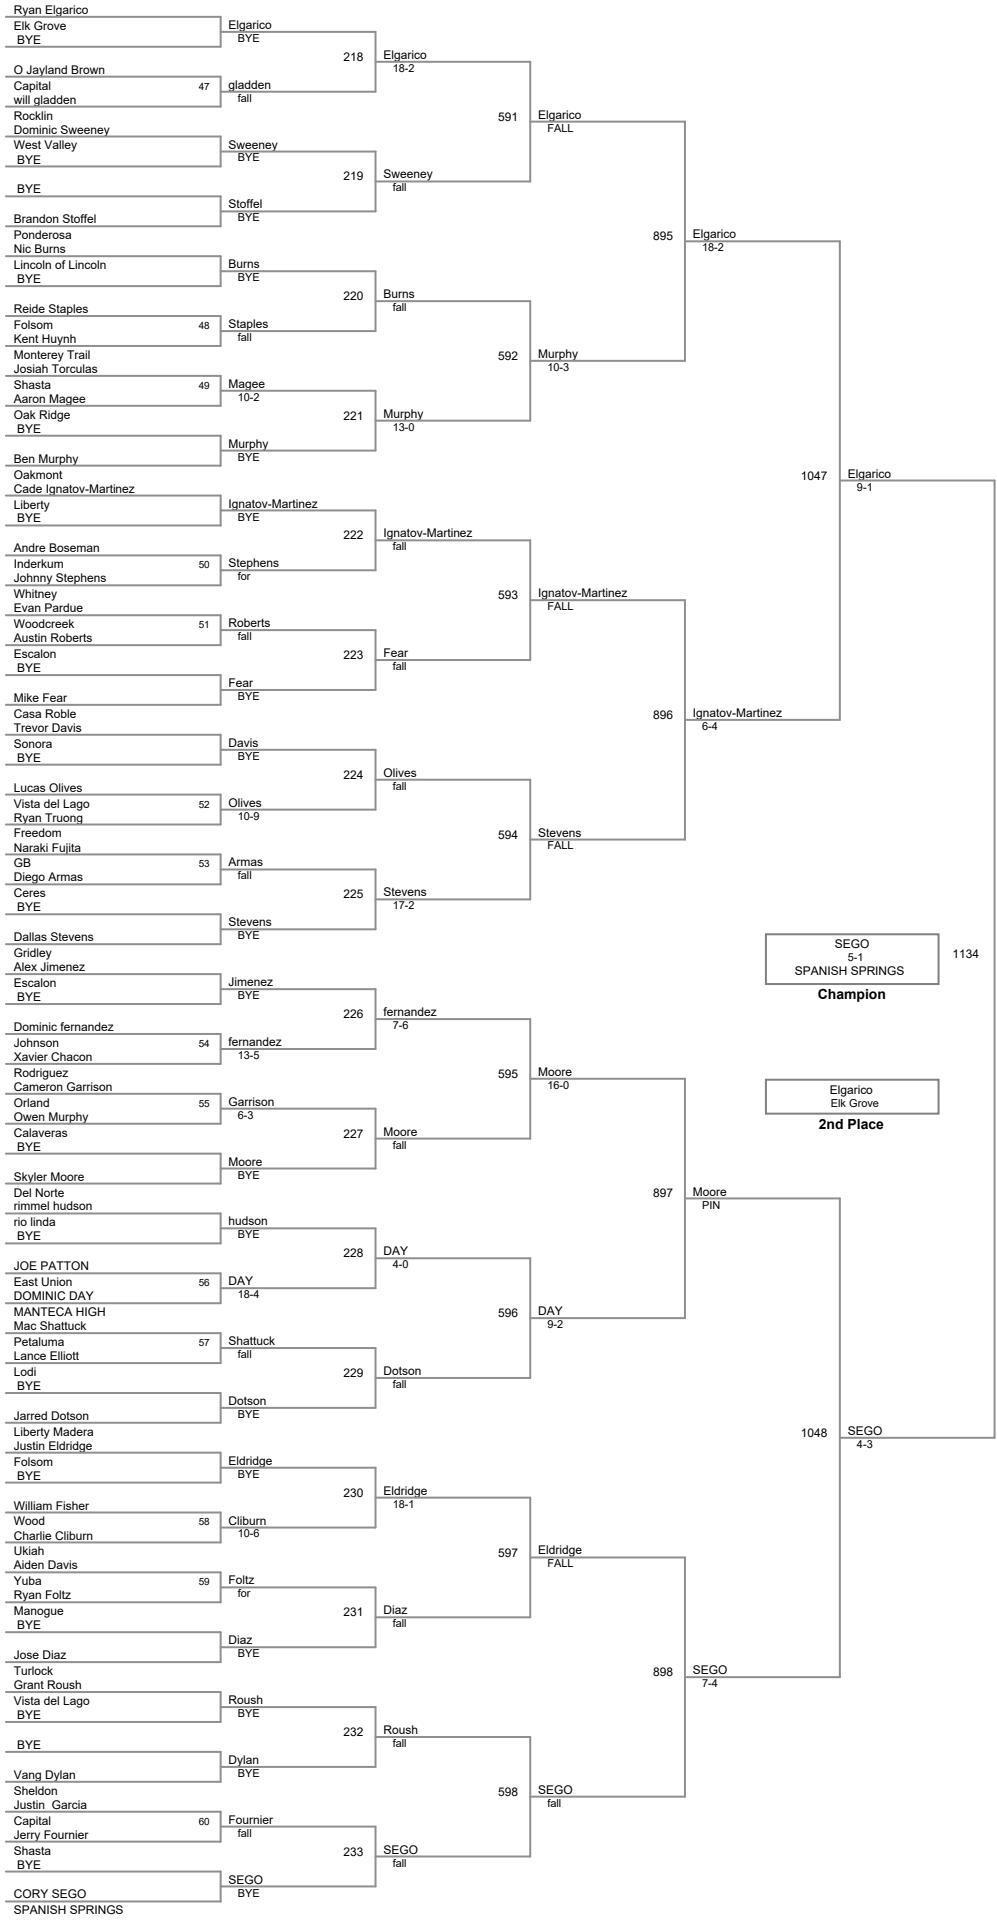 Ryan Elgarico
Elk Grove
BYE
O Jayland Brown
Capital
47
will gladden
Rocklin
Dominic Sweeney
West Valley
BYE
BYE
Brandon Stoffel
Ponderosa
Nic Burns
Lincoln of Lincoln
BYE
Reide Staples
Folsom
48
Kent Huynh
Monterey Trail
Josiah Torculas
Shasta
49
Aaron Magee
Oak Ridge
BYE
Ben Murphy
Oakmont
Cade Ignatov-Martinez
Liberty
BYE
Andre Boseman
Inderkum
50
Johnny Stephens
Whitney
Evan Pardue
Woodcreek
51
Austin Roberts
Escalon
BYE
Mike Fear
Casa Roble
Trevor Davis
Sonora
BYE
Lucas Olives
Vista del Lago
52
Ryan Truong
Freedom
Naraki Fujita
GB
53
Diego Armas
Ceres
BYE
Dallas Stevens
Gridley
Alex Jimenez
Escalon
BYE
Dominic fernandez
Johnson
54
Xavier Chacon
Rodriguez
Cameron Garrison
Orland
55
Owen Murphy
Calaveras
BYE
Skyler Moore
Del Norte
rimmel hudson
rio linda
BYE
JOE PATTON
East Union
56
DOMINIC DAY
MANTECA HIGH
Mac Shattuck
Petaluma
57
Lance Elliott
Lodi
BYE
Jarred Dotson
Liberty Madera
Justin Eldridge
Folsom
BYE
William Fisher
Wood
58
Charlie Cliburn
Ukiah
Aiden Davis
Yuba
59
Ryan Foltz
Manogue
BYE
Jose Diaz
Turlock
Grant Roush
Vista del Lago
BYE
BYE
Vang Dylan
Sheldon
Justin Garcia
Capital
60
Jerry Fournier
Shasta
BYE
CORY SEGO
SPANISH SPRINGS
Elgarico
BYE
218
gladden
fall
Sweeney
BYE
219
Stoffel
BYE
Burns
BYE
220
Staples
fall
Magee
10-2
221
Murphy
BYE
Ignatov-Martinez
BYE
222
Stephens
for
Roberts
fall
223
Fear
BYE
Davis
BYE
224
Olives
10-9
Armas
fall
225
Stevens
BYE
Jimenez
BYE
226
fernandez
13-5
Garrison
6-3
227
Moore
BYE
hudson
BYE
228
DAY
18-4
Shattuck
fall
229
Dotson
BYE
Eldridge
BYE
230
Cliburn
10-6
Foltz
for
231
Diaz
BYE
Roush
BYE
232
Dylan
BYE
Fournier
fall
233
SEGO
BYE
Elgarico
18-2
591
Sweeney
fall
Burns
fall
592
Murphy
13-0
Ignatov-Martinez
fall
593
Fear
fall
Olives
fall
594
Stevens
17-2
fernandez
7-6
595
Moore
fall
DAY
4-0
596
Dotson
fall
Eldridge
18-1
597
Diaz
fall
Roush
fall
598
SEGO
fall
Elgarico
FALL
895
Murphy
10-3
Ignatov-Martinez
FALL
896
Stevens
FALL
Moore
16-0
897
DAY
9-2
Eldridge
FALL
898
SEGO
fall
Elgarico
18-2
1047
Ignatov-Martinez
6-4
Moore
PIN
1048
SEGO
7-4
Elgarico
9-1
SEGO
4-3
SEGO
5-1
SPANISH SPRINGS
1134
Champion
Elgarico
Elk Grove
2nd Place